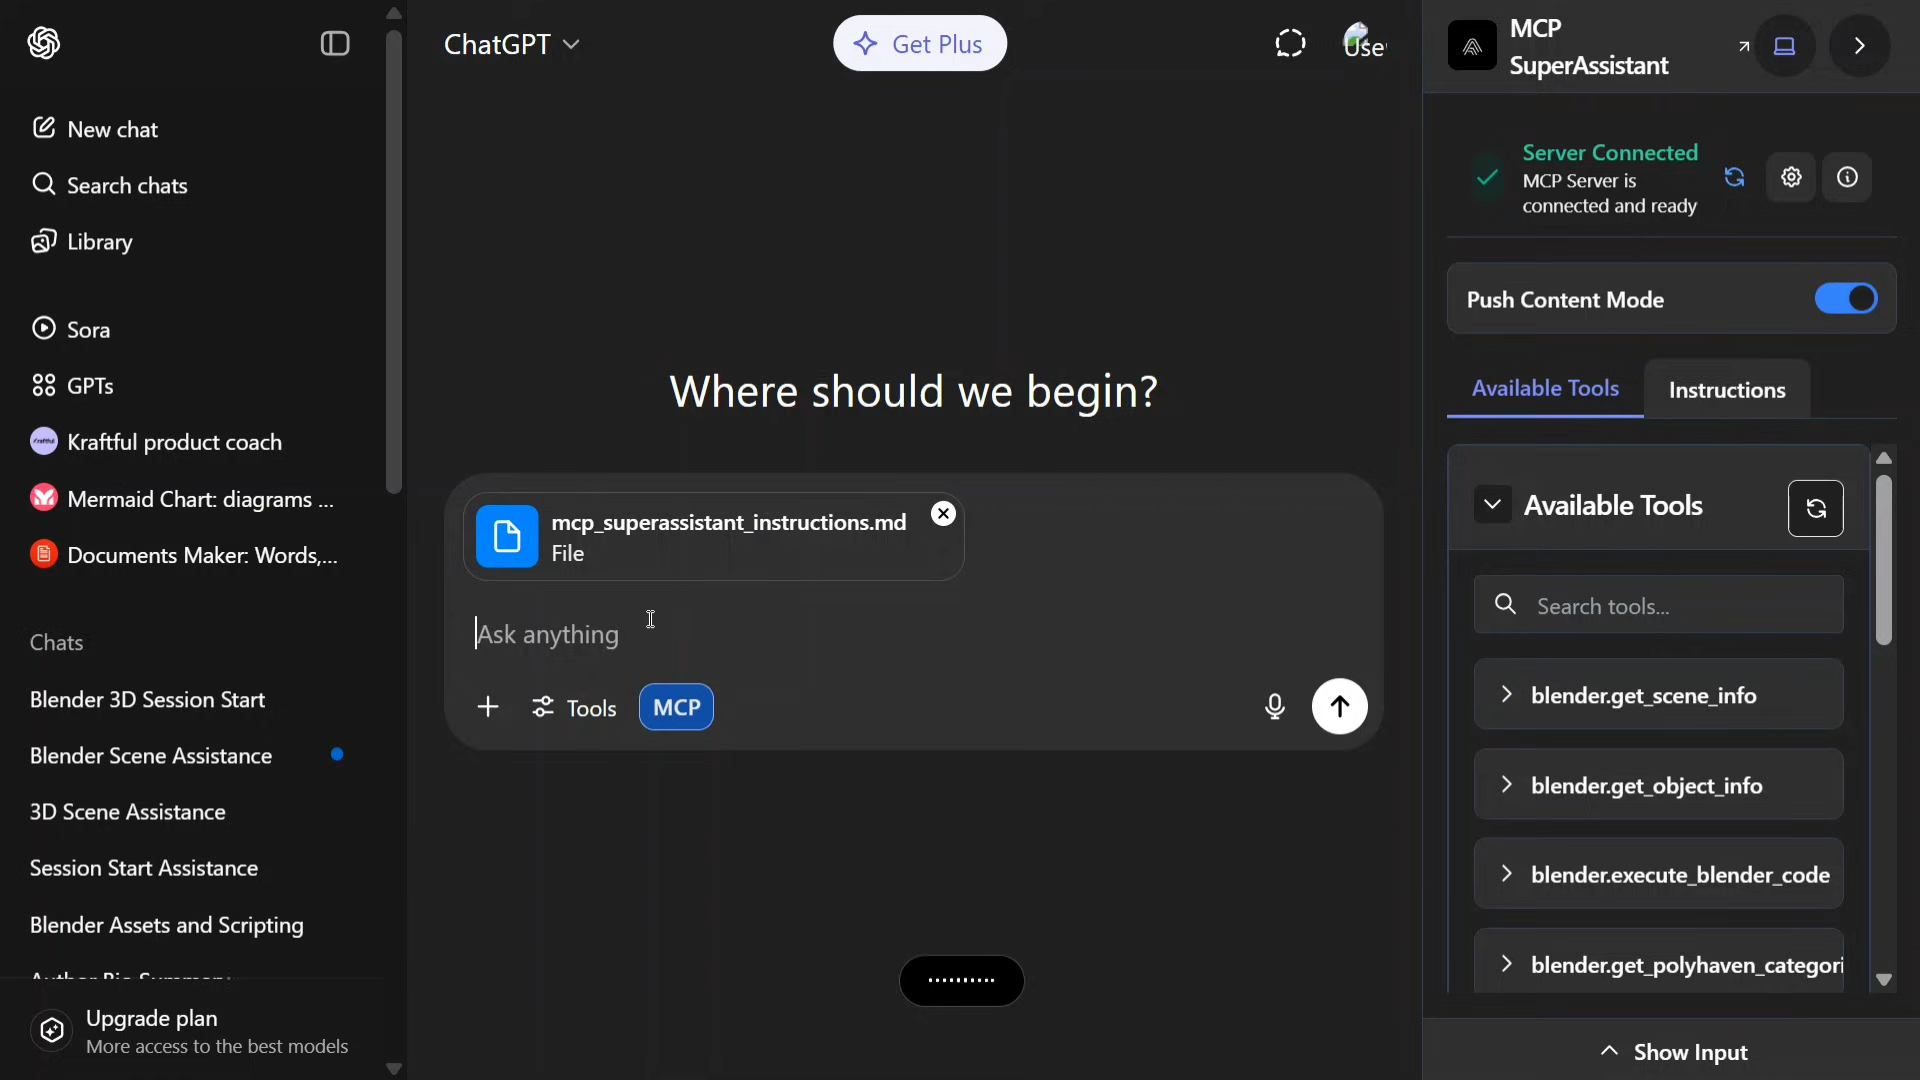 New chat
Search chats
Library
Sora
GPTs
Kraftful product coach
Mermaid Chart: diagrams ...
Documents Maker: Words,...
Chats
Blender 3D Session Start
Blender Scene Assistance
3D Scene Assistance
Session Start Assistance
Blender Assets and Scripting
Upgrade plan
More access to the best models
ChatGPT
Get Plus
Use
Where should we begin?
mcp_superassistant_instructions.md
File
Ask anything
Tools
MCP
MCP
SuperAssistant
Server Connected
MCP Server is
connected and ready
Push Content Mode
Available Tools
Instructions
Available Tools
Search tools...
blender.get_scene_info
blender.get_object_info
blender.execute_blender_code
blender.get_polyhaven_categori
Show Input